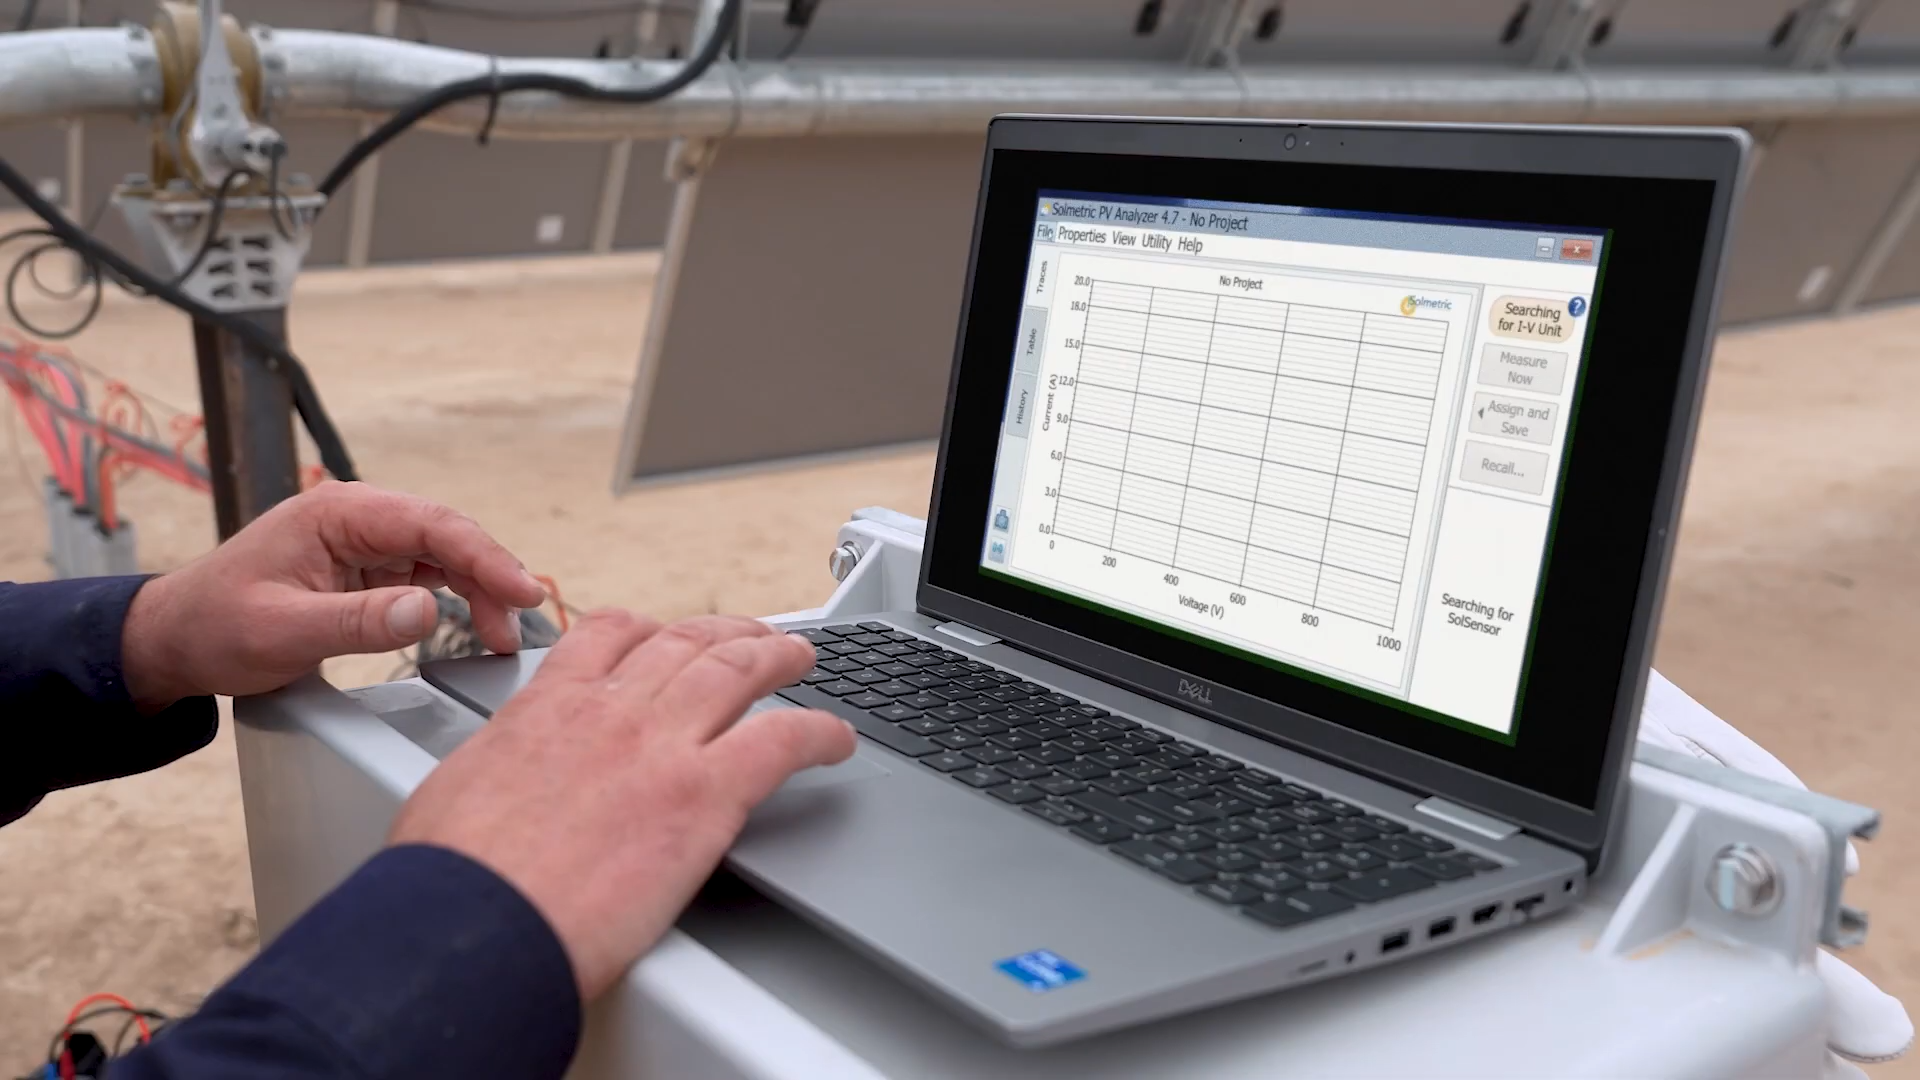 Solmetric PV Analyzer 4.7 - No Project
File Properties View Utility Help
Traces
Table
History
No Project
Solmetric
20.0
18.0
15.0
12.0
9.0
6.0
3.0
0.0
Current (A)
0
200
400
600
800
1000
Voltage (V)
Searching
for I-V Unit
?
Measure
Now
Assign and
Save
Recall...
Searching for
SolSensor
DELL